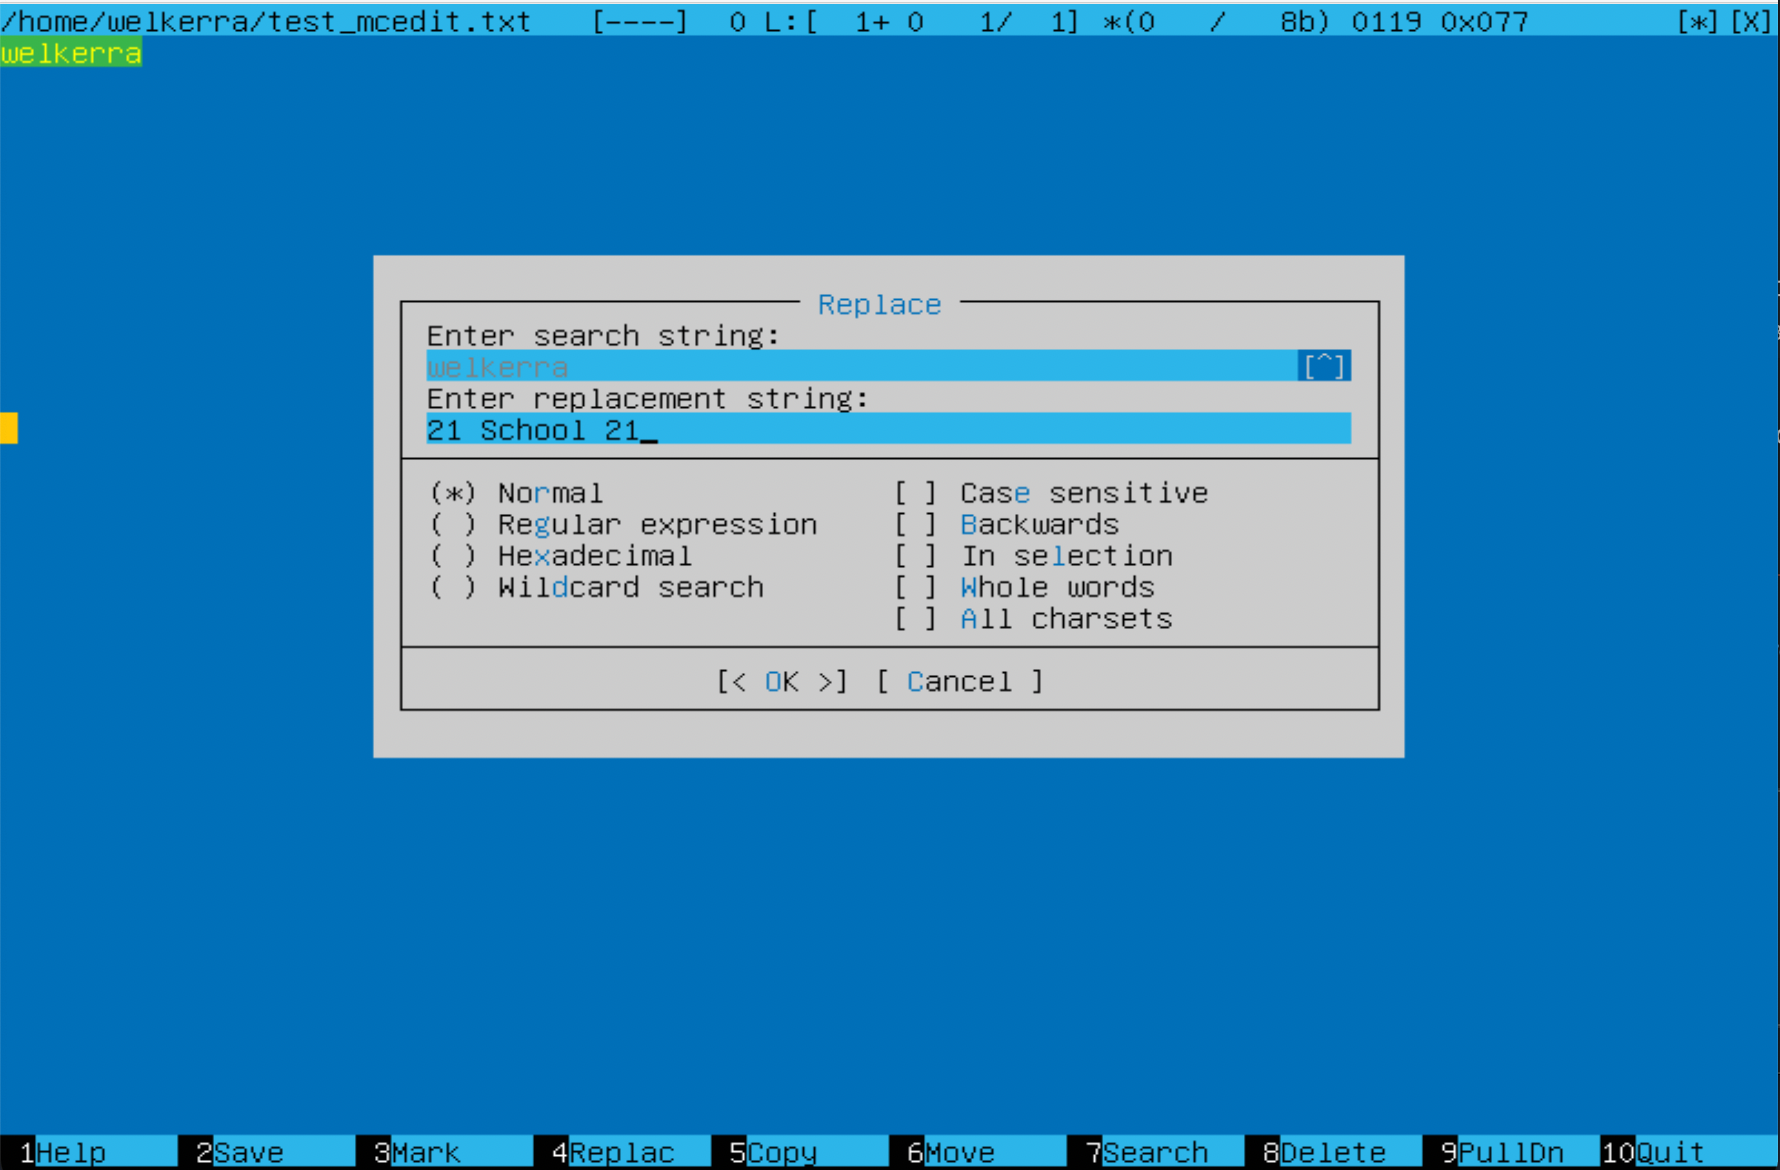 /home/welkerra/test_mcedit.txt [----] 0 L:[ 1+ 0 1/ 1] *(0 / 8b) 0119 0x077 [*][X]
welkerra
Replace
Enter search string:
welkerra [^]
Enter replacement string:
21 School 21_
(*) Normal [ ] Case sensitive
( ) Regular expression [ ] Backwards
( ) Hexadecimal [ ] In selection
( ) Wildcard search [ ] Whole words
[ ] All charsets
[< OK >] [ Cancel ]
1Help 2Save 3Mark 4Replac 5Copy 6Move 7Search 8Delete 9PullDn 10Quit